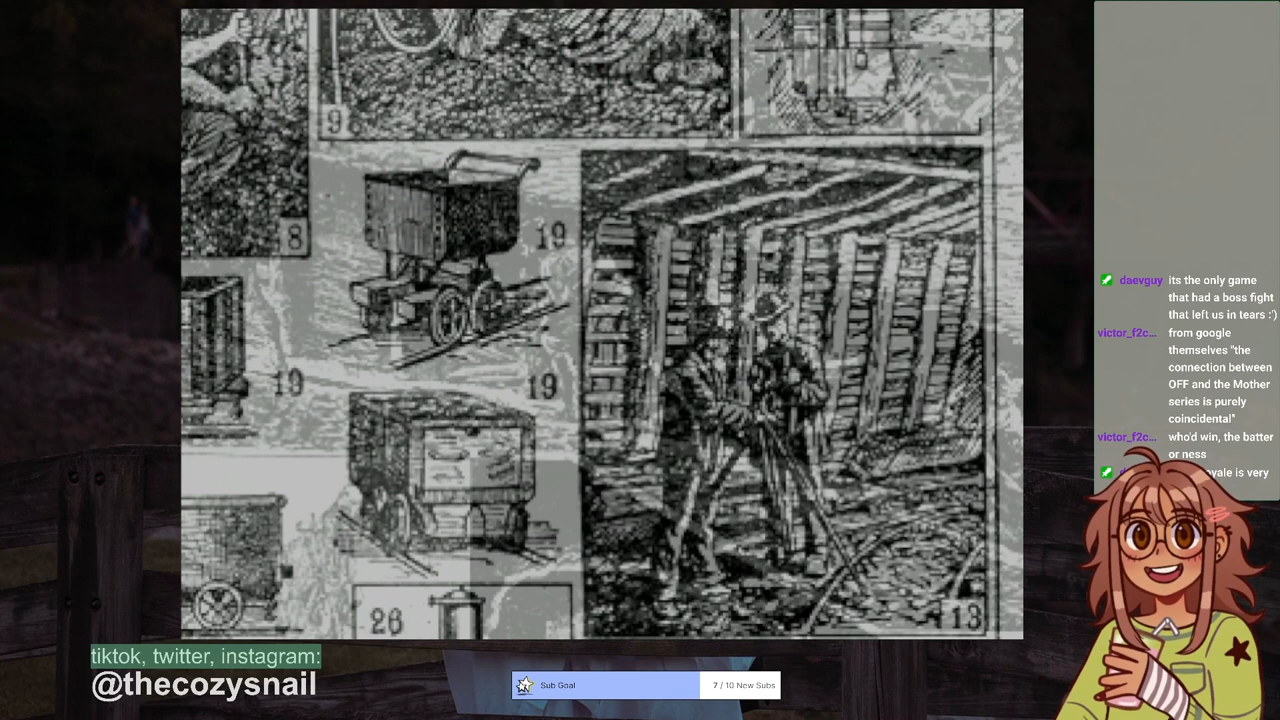 9
8
19
19
19
26
13
daevguy its the only game
that had a boss fight
that left us in tears :')
victor_f2c... from google
themselves "the
connection between
OFF and the Mother
series is purely
coincidental"
victor_f2c... who'd win, the batter
or ness
is very
tiktok, twitter, instagram:
@thecozysnail
Sub Goal 7 / 10 New Subs